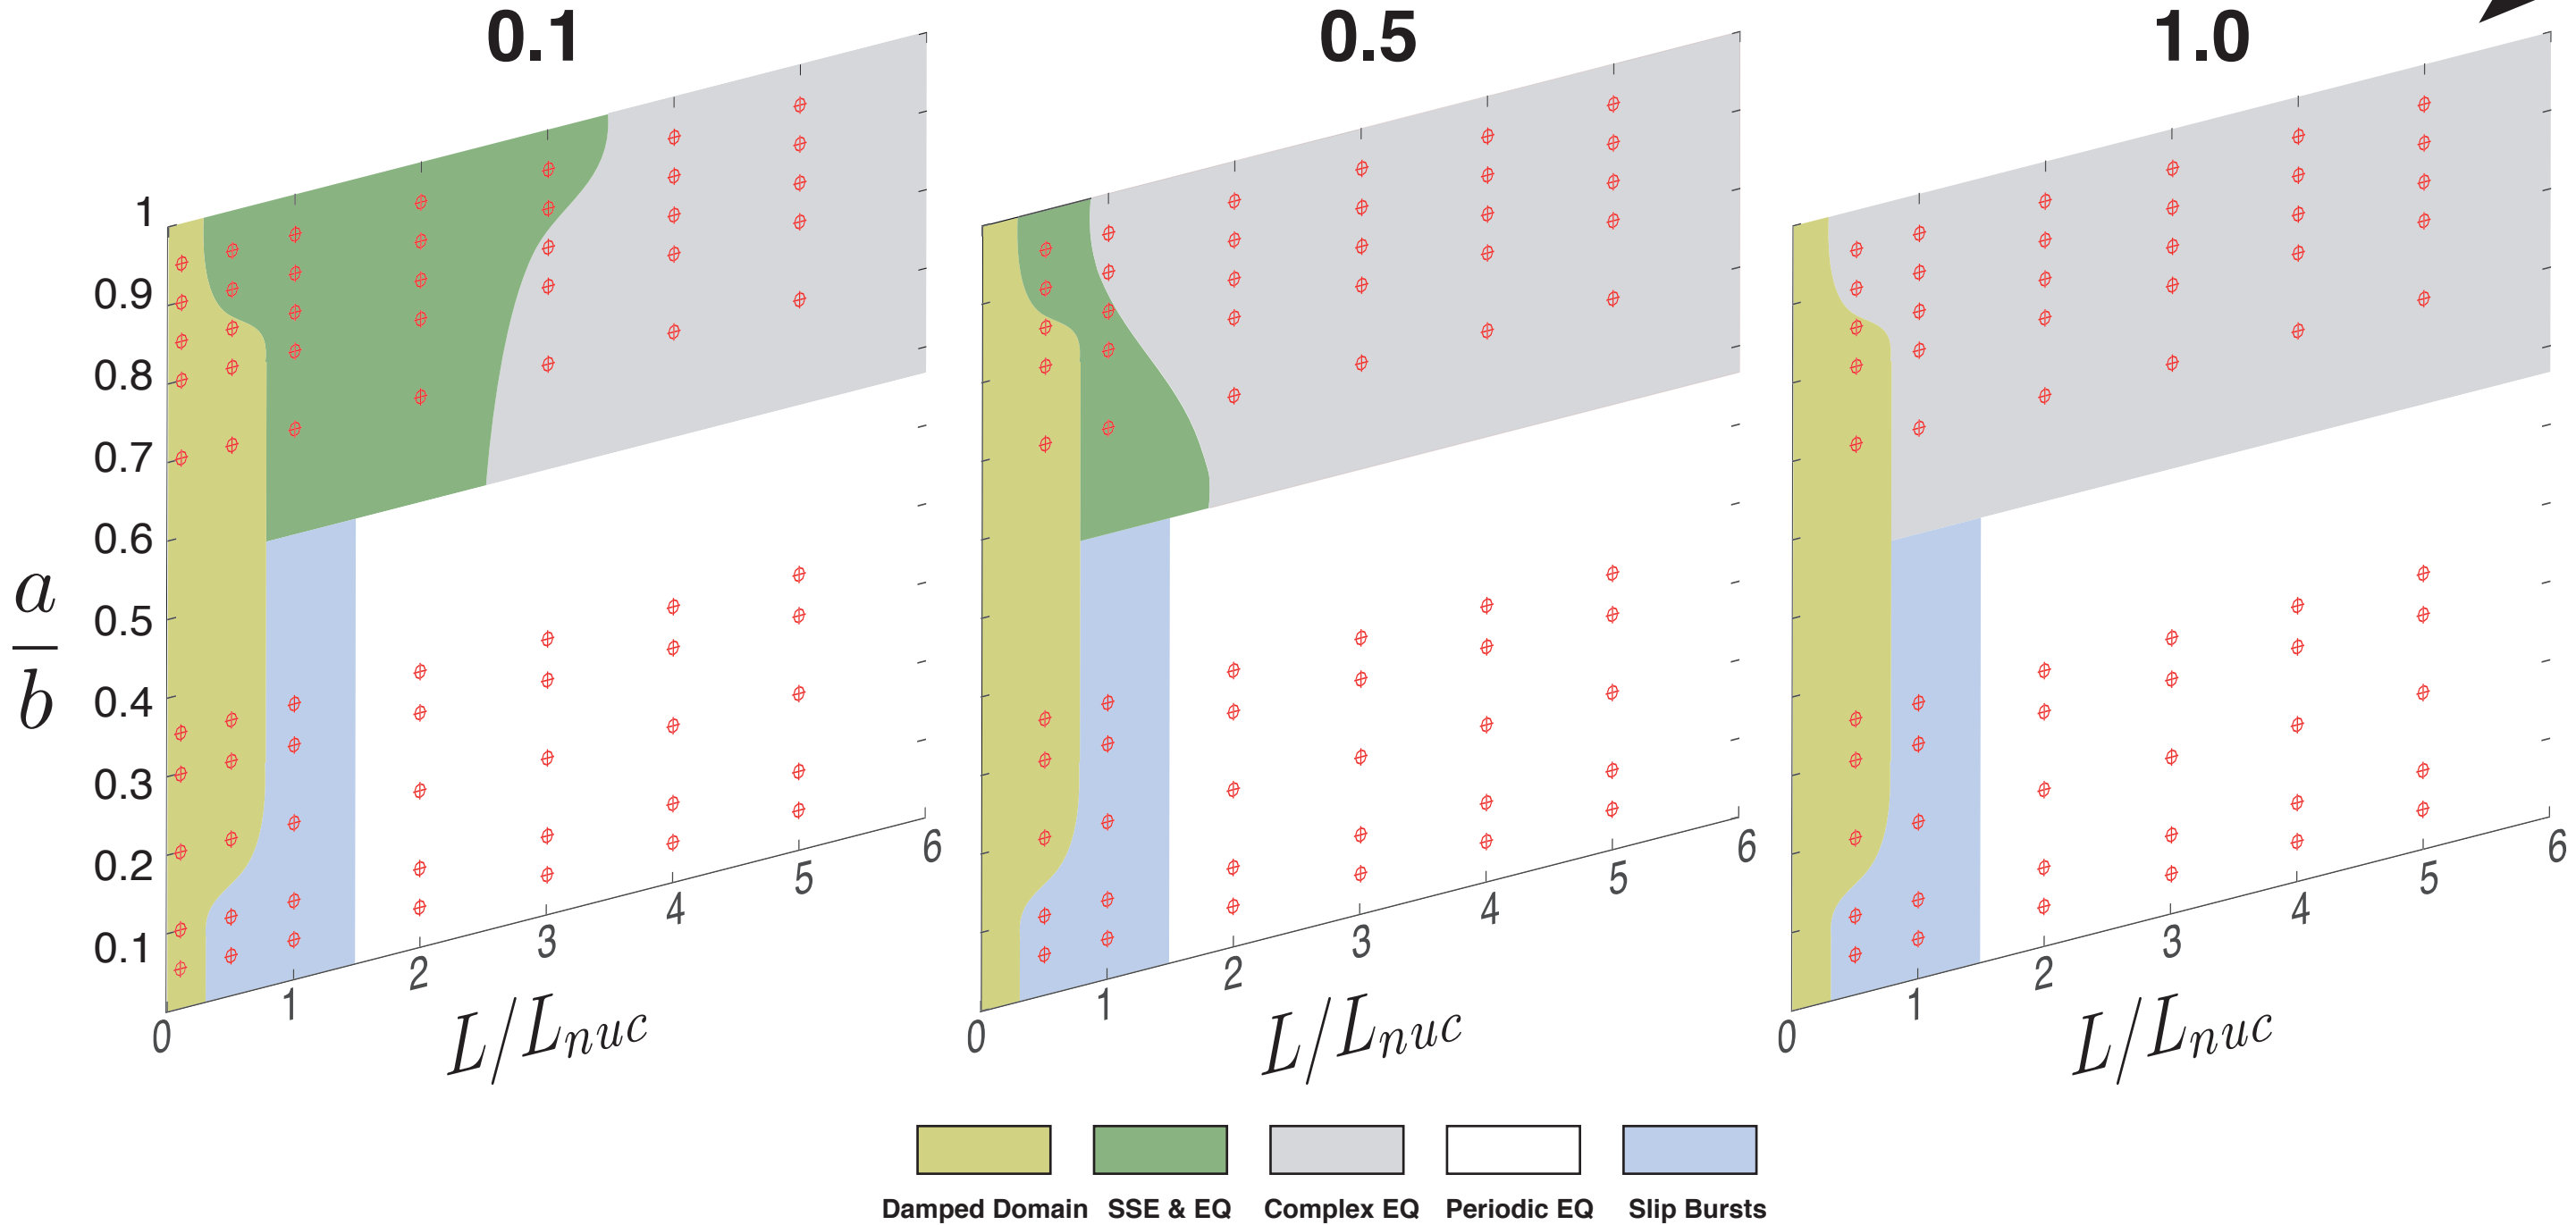 0.1 0.5 1.0
1
0.9
0.8
0.7
0.6
0.5
0.4
0.3
0.2
0.1
a
b
0 1 2 3 4 5 6
L/Lnuc
0 1 2 3 4 5 6
L/Lnuc
0 1 2 3 4 5 6
L/Lnuc
Damped Domain SSE & EQ Complex EQ Periodic EQ Slip Bursts